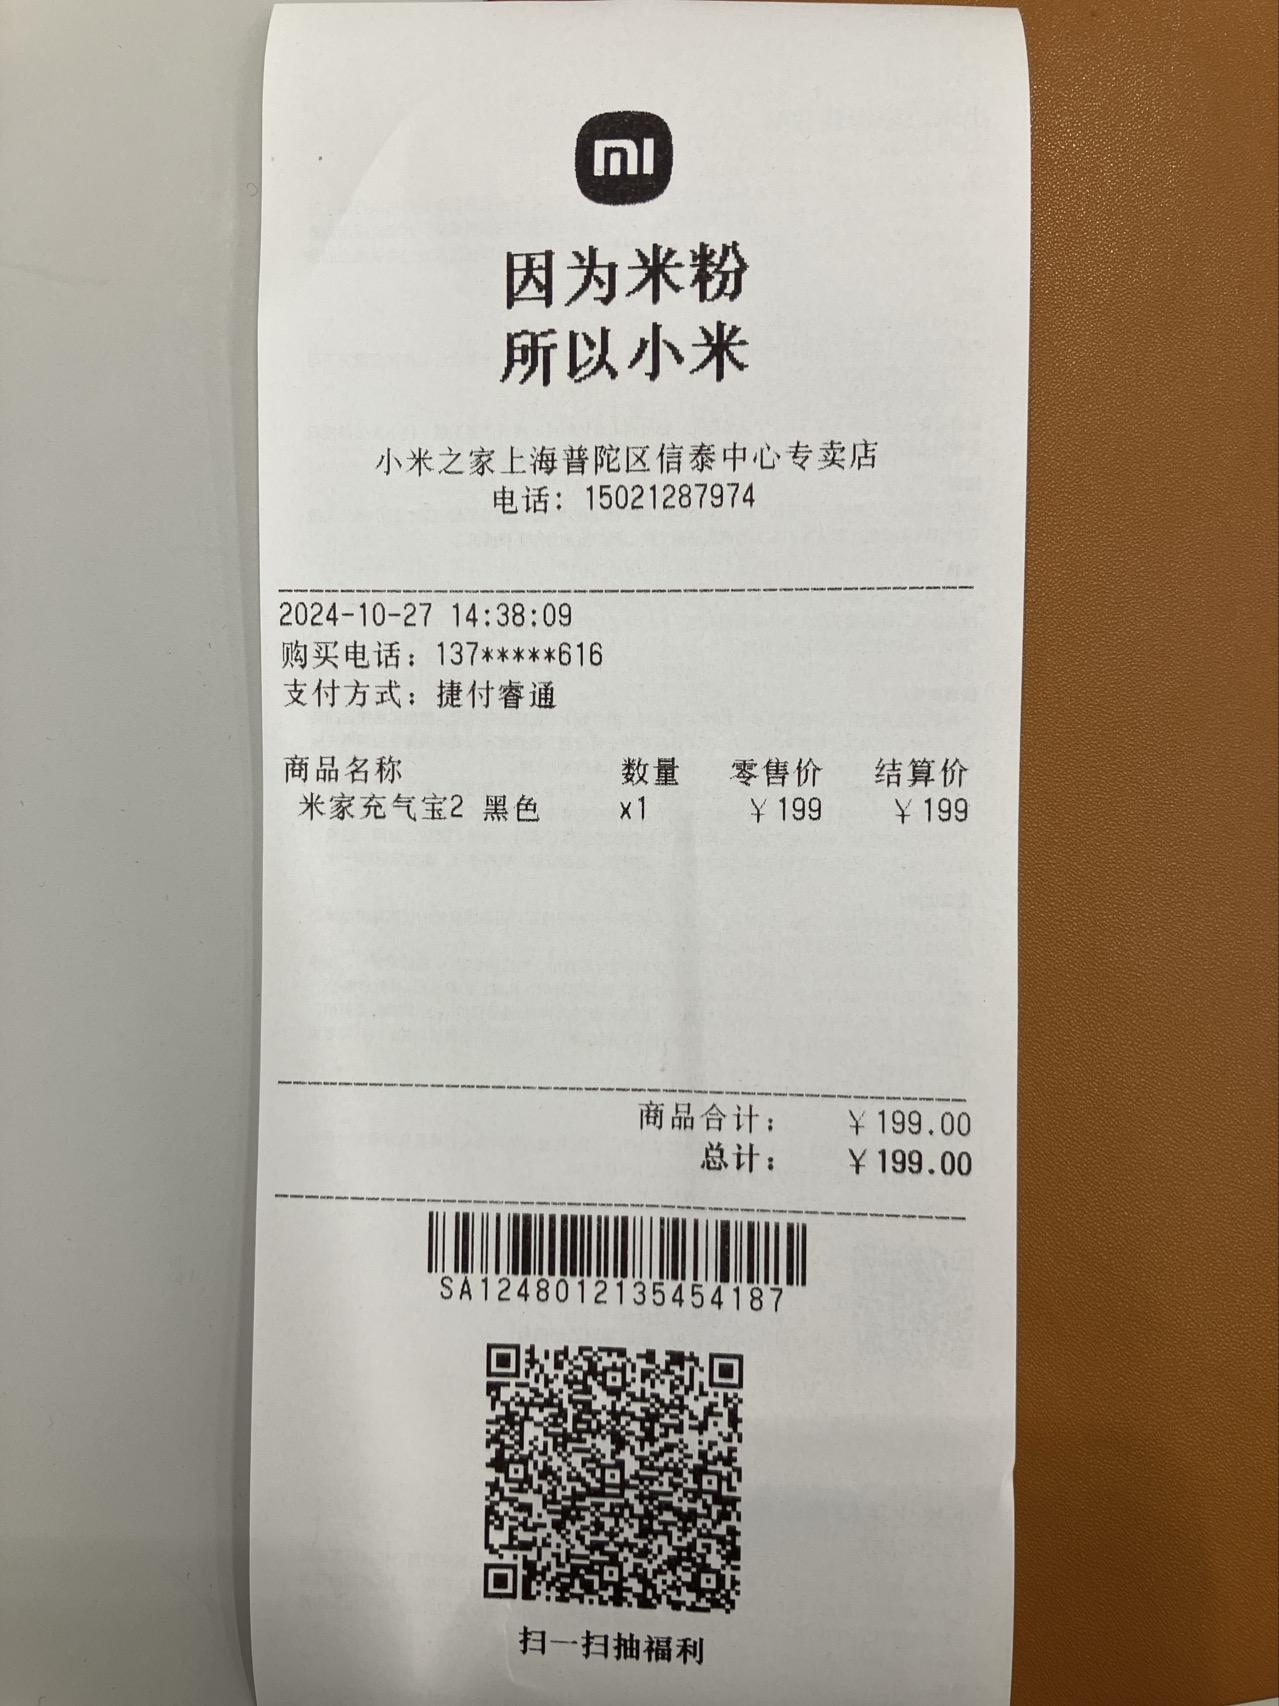 mi
因为米粉
所以小米
小米之家上海普陀区信泰中心专卖店
电话：15021287974
2024-10-27 14:38:09
购买电话：137*****616
支付方式：捷付睿通
商品名称 数量 零售价 结算价
米家充气宝2 黑色 x1 ￥199 ￥199
商品合计： ￥199.00
总计： ￥199.00
SA1248012135454187
扫一扫抽福利